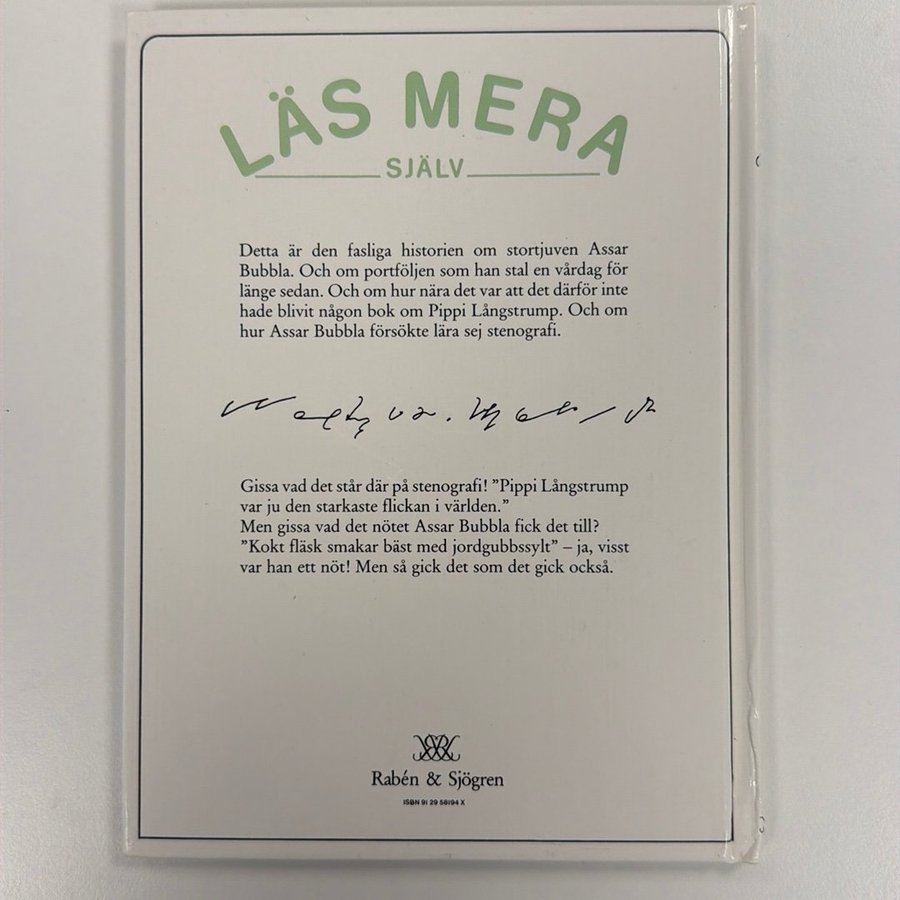 LÄS MERA
SJÄLV
Detta är den fasliga historien om stortjuven Assar
Bubbla. Och om portföljen som han stal en vårdag för
länge sedan. Och om hur nära det var att det därför inte
hade blivit någon bok om Pippi Långstrump. Och om
hur Assar Bubbla försökte lära sej stenografi.
Gissa vad det står där på stenografi! ”Pippi Långstrump
var ju den starkaste flickan i världen.”
Men gissa vad det nötet Assar Bubbla fick det till?
”Kokt fläsk smakar bäst med jordgubbssylt” – ja, visst
var han ett nöt! Men så gick det som det gick också.
Rabén & Sjögren
ISBN 91 29 58194 X